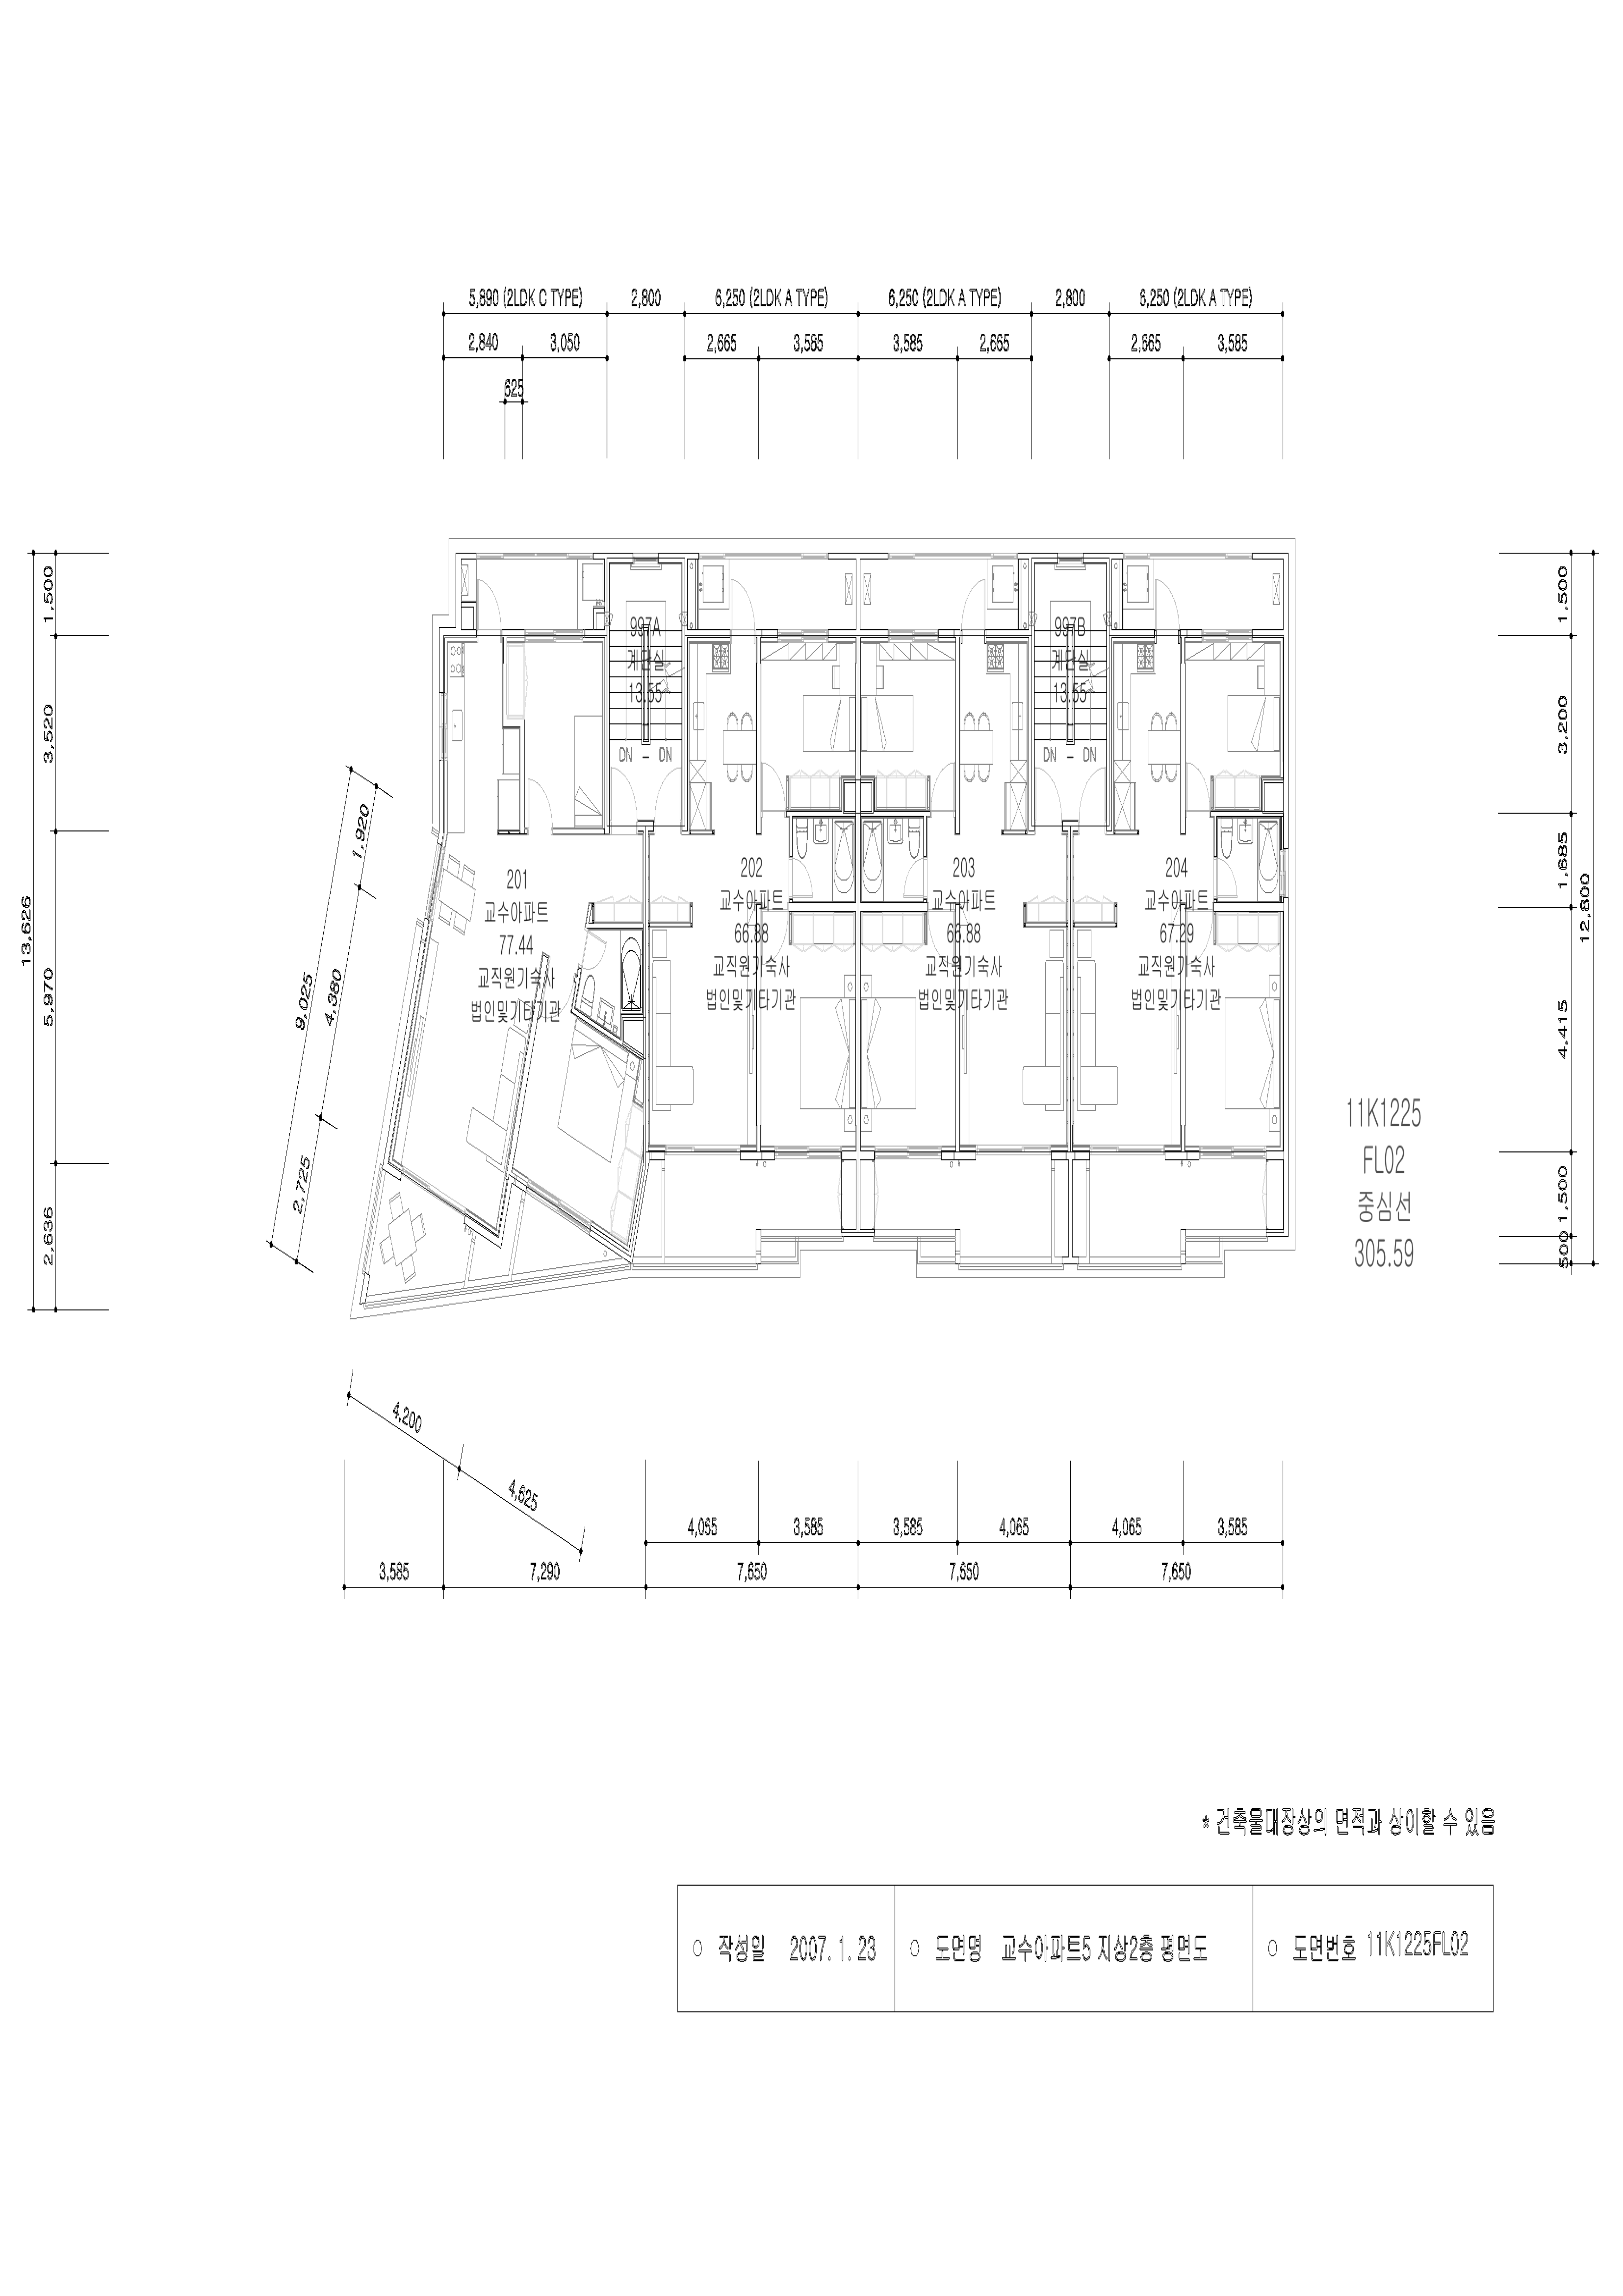 5,890 (2LDK C TYPE)
2,800
6,250 (2LDK A TYPE)
6,250 (2LDK A TYPE)
2,800
6,250 (2LDK A TYPE)
2,840
3,050
2,665
3,585
3,585
2,665
2,665
3,585
625
13,626
1,500
3,520
5,970
2,636
9,025
1,920
4,380
2,725
997A
계단실
13.55
DN - DN
997B
계단실
13.55
DN - DN
201
교수아파트
77.44
교직원기숙사
법인및기타기관
202
교수아파트
66.88
교직원기숙사
법인및기타기관
203
교수아파트
66.88
교직원기숙사
법인및기타기관
204
교수아파트
67.29
교직원기숙사
법인및기타기관
1,500
3,200
1,685
4,415
1,500
500
12,800
11K1225
FL02
중심선
305.59
4,200
4,625
4,065
3,585
3,585
4,065
4,065
3,585
3,585
7,290
7,650
7,650
7,650
* 건축물대장상의 면적과 상이할 수 있음
○ 작성일 2007. 1. 23
○ 도면명 교수아파트5 지상2층 평면도
○ 도면번호 11K1225FL02